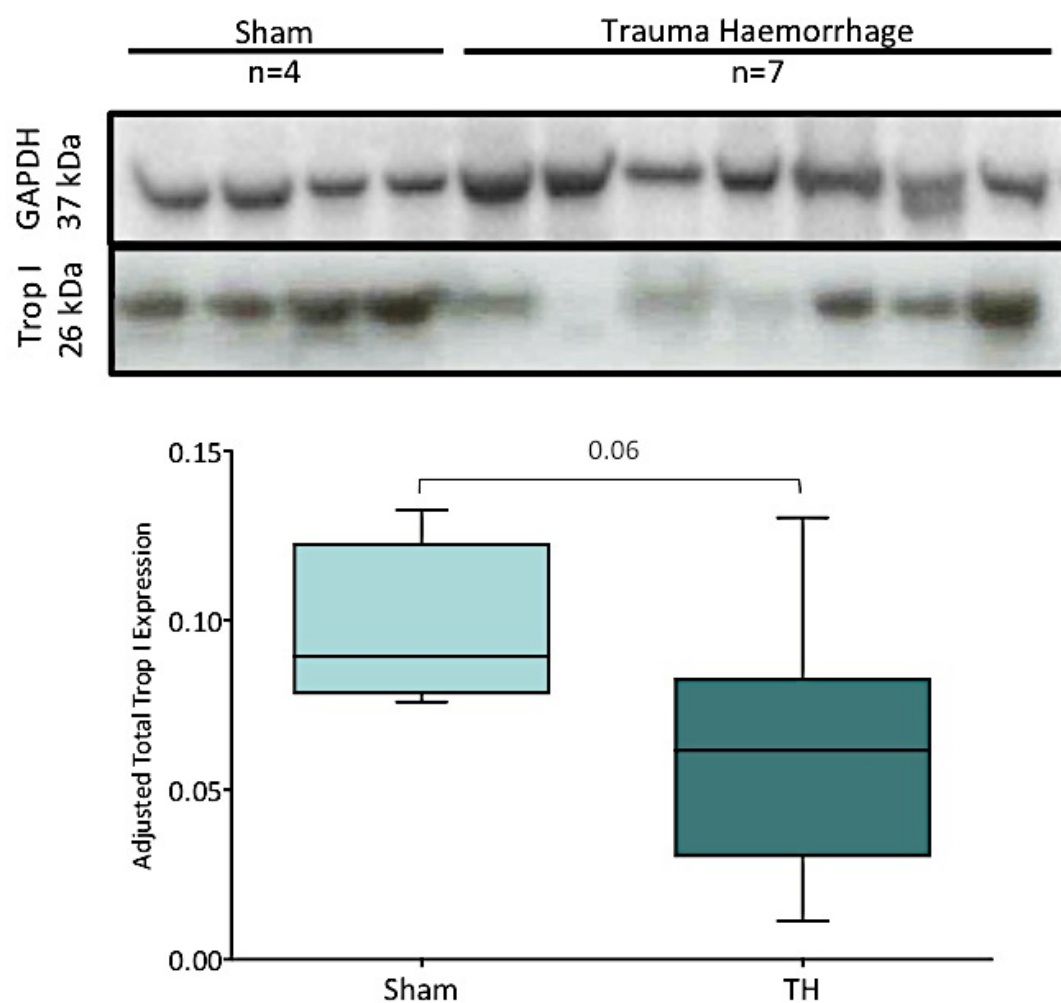 Sham
Trauma Haemorrhage
n=4
n=7
GAPDH
37 kDa
Trop I
26 kDa
0.15
0.06
0.10
0.05
0.00
Adjusted Total Trop I Expression
Sham
TH